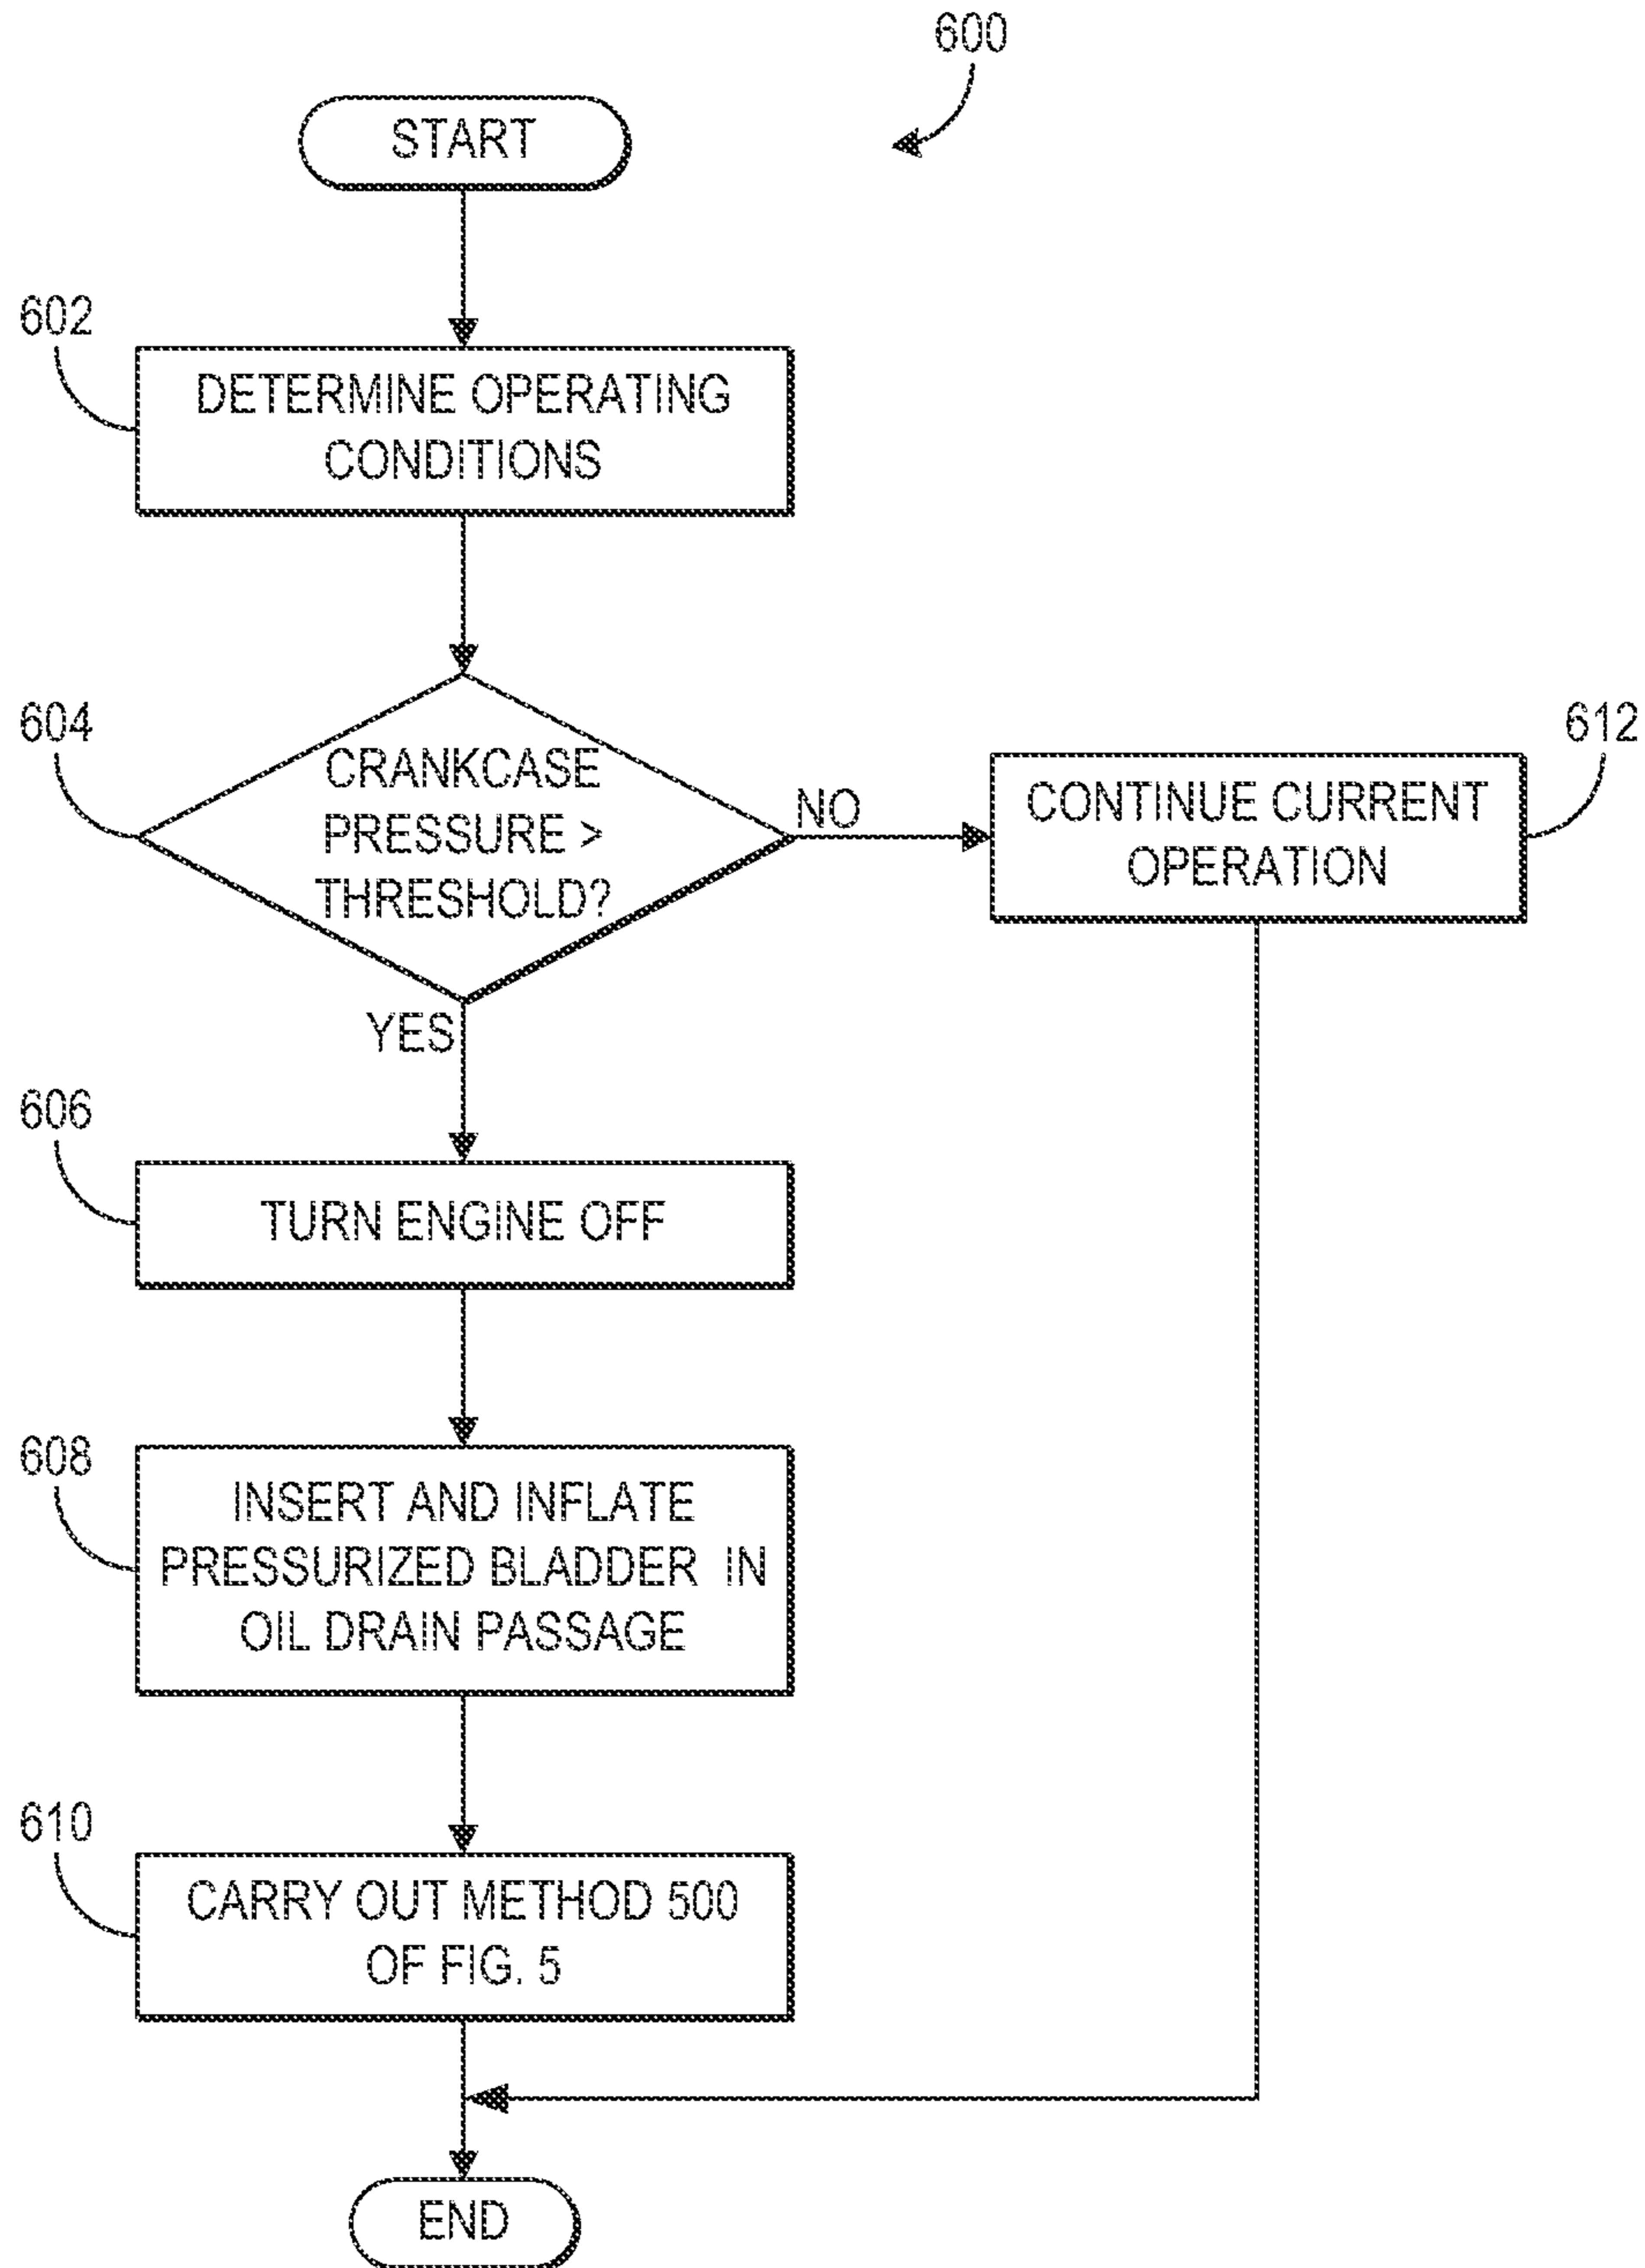 600
START
602
DETERMINE OPERATING
CONDITIONS
604
CRANKCASE
PRESSURE >
THRESHOLD?
NO
612
CONTINUE CURRENT
OPERATION
YES
606
TURN ENGINE OFF
608
INSERT AND INFLATE
PRESSURIZED BLADDER IN
OIL DRAIN PASSAGE
610
CARRY OUT METHOD 500
OF FIG. 5
END